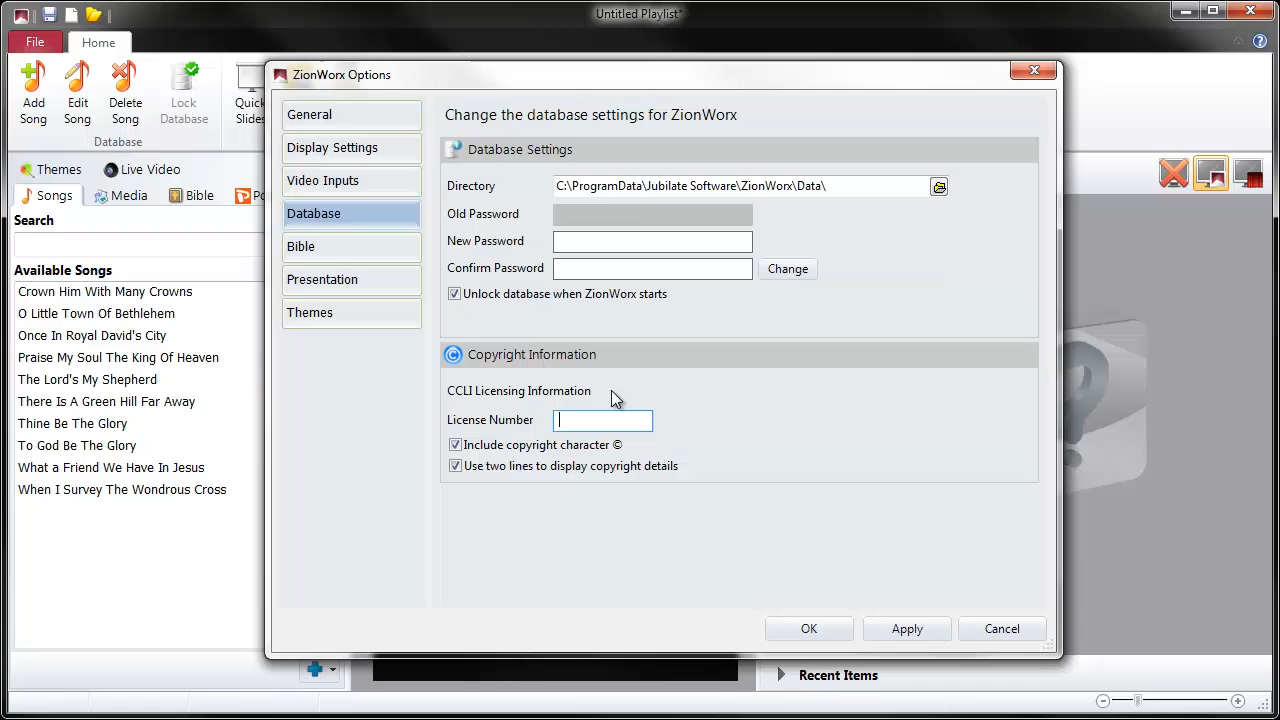 Untitled Playlist*
File
Home
Add Song
Edit Song
Delete Song
Lock Database
Quick Slides
Database
Themes
Live Video
Songs
Media
Bible
Search
Available Songs
Crown Him With Many Crowns
O Little Town Of Bethlehem
Once In Royal David's City
Praise My Soul The King Of Heaven
The Lord's My Shepherd
There Is A Green Hill Far Away
Thine Be The Glory
To God Be The Glory
What a Friend We Have In Jesus
When I Survey The Wondrous Cross
ZionWorx Options
General
Display Settings
Video Inputs
Database
Bible
Presentation
Themes
Change the database settings for ZionWorx
Database Settings
Directory C:\ProgramData\Jubilate Software\ZionWorx\Data\
Old Password
New Password
Confirm Password Change
Unlock database when ZionWorx starts
Copyright Information
CCLI Licensing Information
License Number
Include copyright character ©
Use two lines to display copyright details
OK Apply Cancel
Recent Items